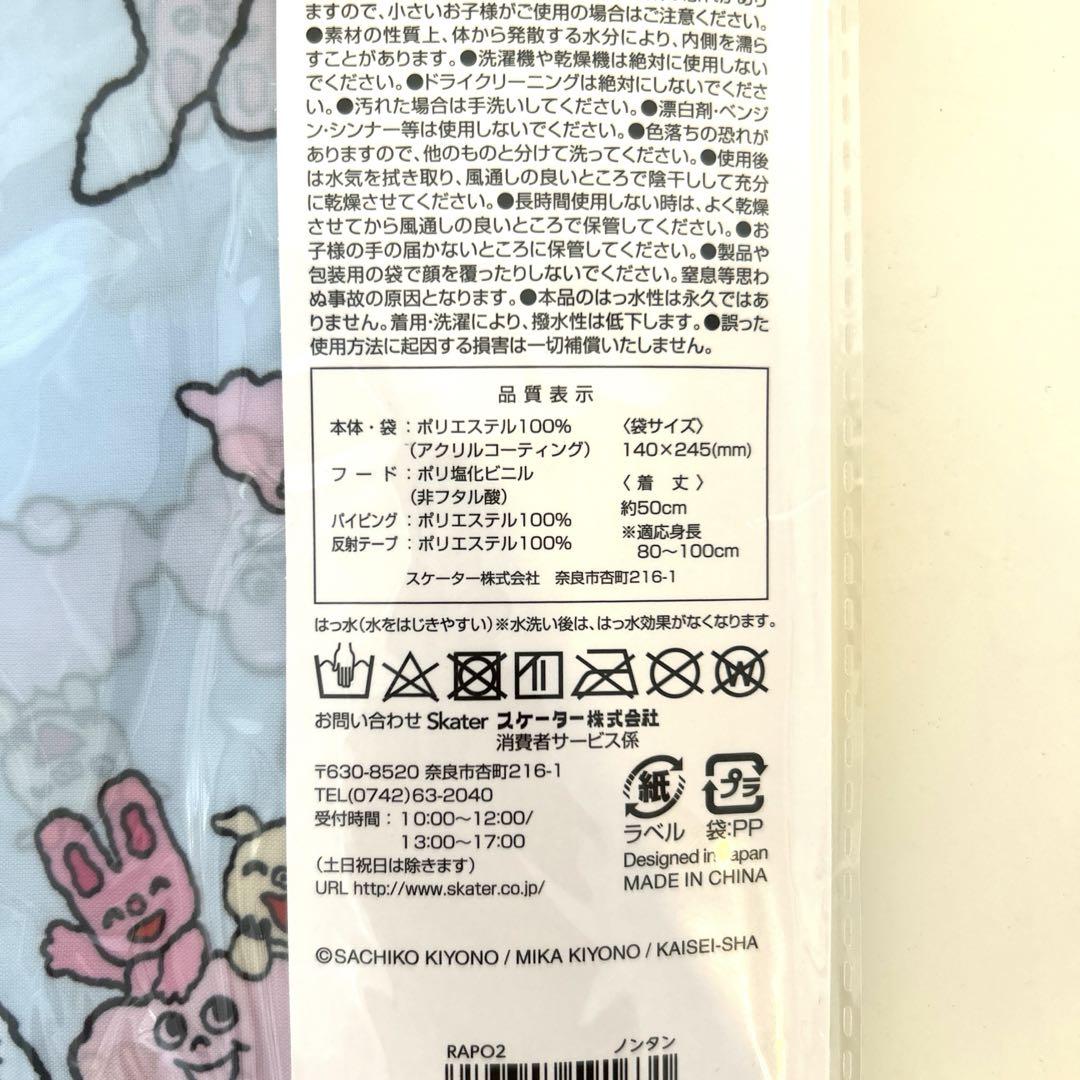 ますので、小さいお子様がご使用の場合はご注意ください。
●素材の性質上、体から発散する水分により、内側を濡ら
すことがあります。●洗濯機や乾燥機は絶対に使用しない
でください。●ドライクリーニングは絶対にしないでくださ
い。●汚れた場合は手洗いしてください。●漂白剤・ベンジ
ン・シンナー等は使用しないでください。●色落ちの恐れが
ありますので、他のものと分けて洗ってください。●使用後
は水気を拭き取り、風通しの良いところで陰干しして充分
に乾燥させてください。●長時間使用しない時は、よく乾燥
させてから風通しの良いところで保管してください。●お
子様の手の届かないところに保管してください。●製品や
包装用の袋で顔を覆ったりしないでください。窒息等思わ
ぬ事故の原因となります。●本品のはっ水性は永久ではあ
りません。着用・洗濯により、撥水性は低下します。●誤った
使用方法に起因する損害は一切補償いたしません。
品質表示
本体・袋：ポリエステル100% 〈袋サイズ〉
（アクリルコーティング） 140×245(mm)
フード：ポリ塩化ビニル 〈着丈〉
（非フタル酸） 約50cm
パイピング：ポリエステル100% ※適応身長
反射テープ：ポリエステル100% 80〜100cm
スケーター株式会社 奈良市杏町216-1
はっ水（水をはじきやすい）※水洗い後は、はっ水効果がなくなります。
W
お問い合わせ Skater スケーター株式会社
消費者サービス係
〒630-8520 奈良市杏町216-1
TEL(0742)63-2040
受付時間：10:00〜12:00/
13:00〜17:00
（土日祝日は除きます）
URL http://www.skater.co.jp/
紙 プラ
ラベル 袋:PP
Designed in Japan
MADE IN CHINA
©SACHIKO KIYONO / MIKA KIYONO / KAISEI-SHA
RAPO2 ノンタン